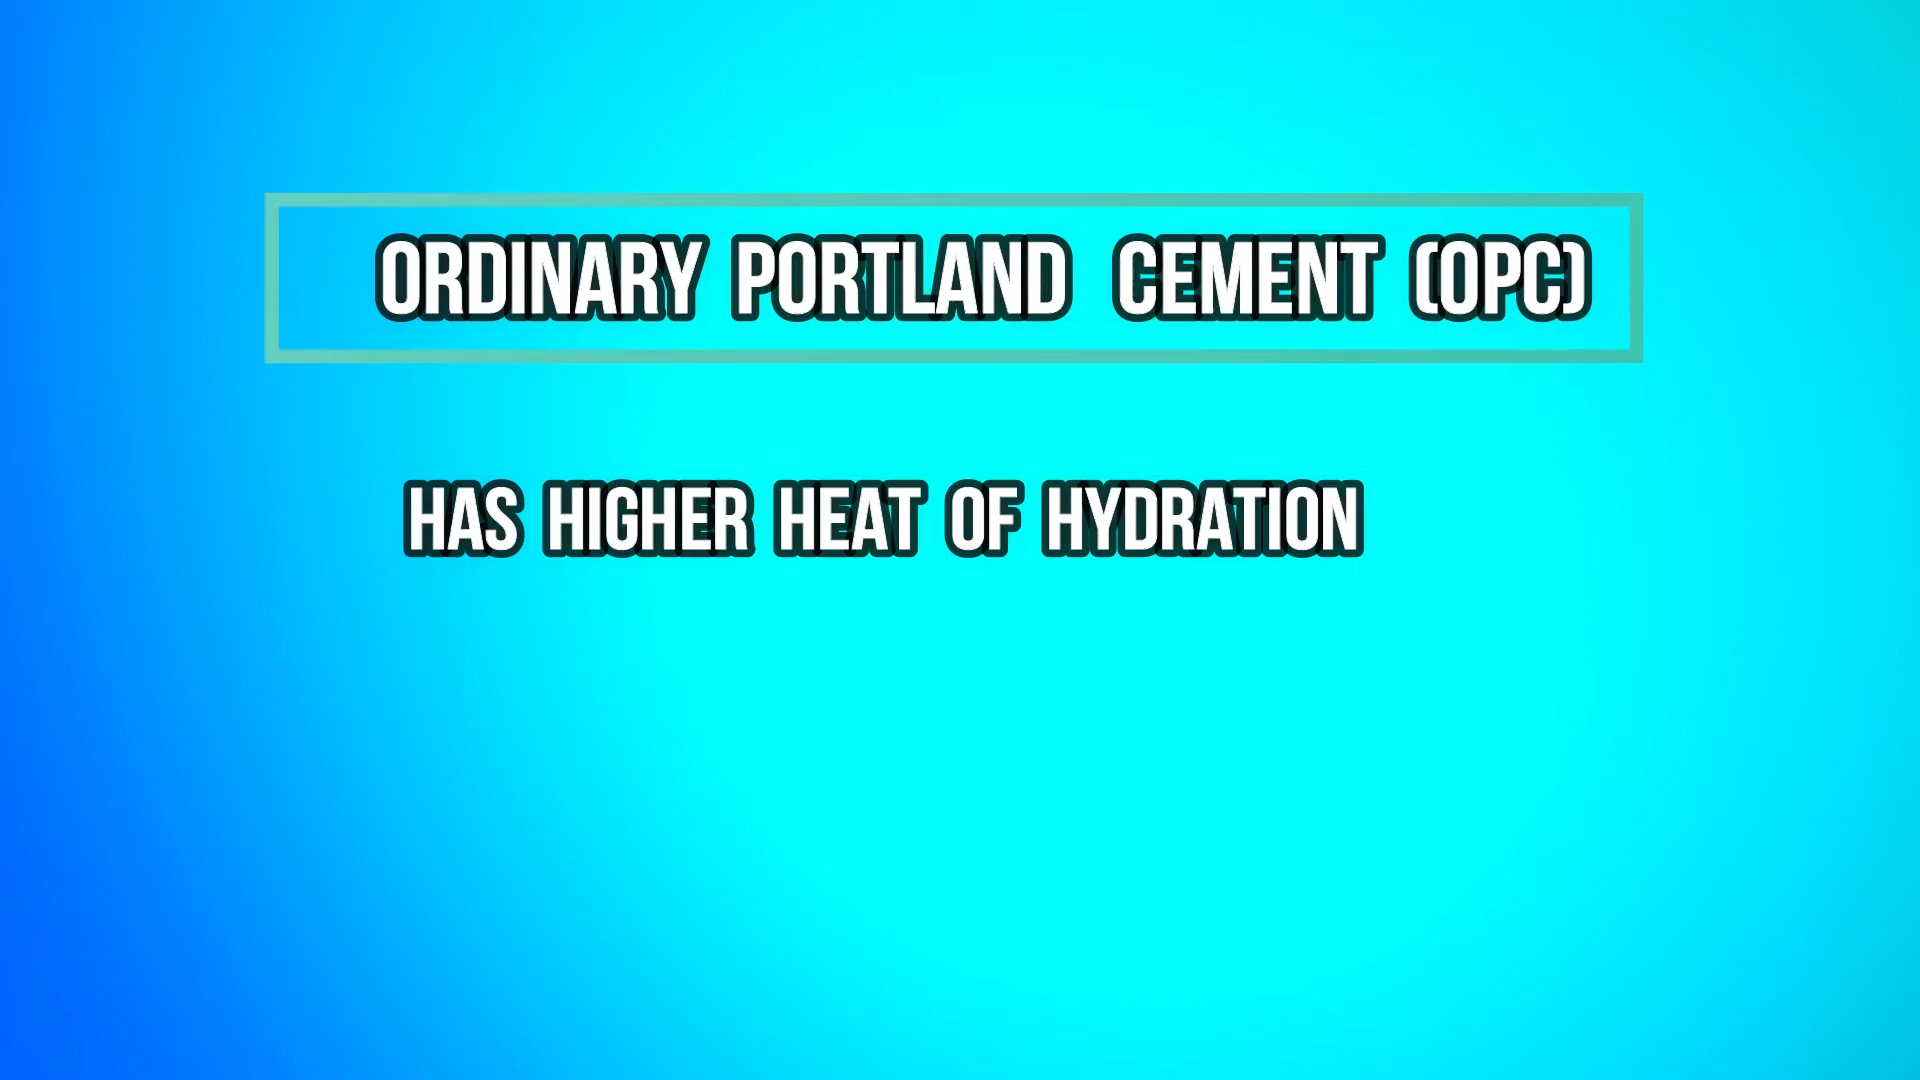 ORDINARY PORTLAND CEMENT (OPC)
HAS HIGHER HEAT OF HYDRATION